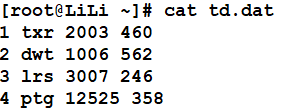 [root@LiLi ~]# cat td.dat
1 txr 2003 460
2 dwt 1006 562
3 lrs 3007 246
4 ptg 12525 358